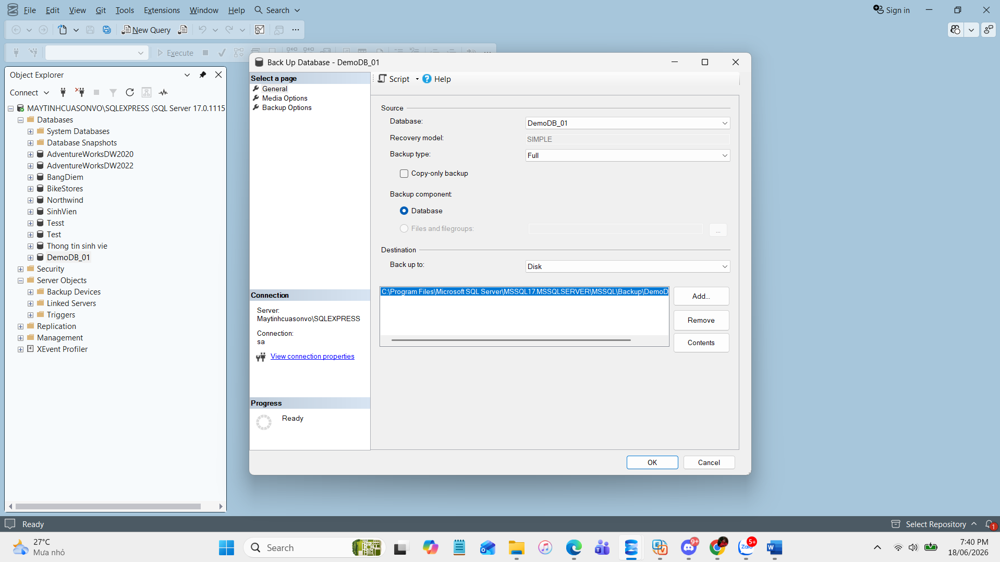 File Edit View Git Tools Extensions Window Help Search
Sign in
New Query
Execute
Object Explorer
Connect
MAYTINHCUASONVO\SQLEXPRESS (SQL Server 17.0.1115
Databases
System Databases
Database Snapshots
AdventureWorksDW2020
AdventureWorksDW2022
BangDiem
BikeStores
Northwind
SinhVien
Tesst
Test
Thong tin sinh vie
DemoDB_01
Security
Server Objects
Backup Devices
Linked Servers
Triggers
Replication
Management
XEvent Profiler
Back Up Database - DemoDB_01
Select a page
General
Media Options
Backup Options
Connection
Server:
Maytinhcuasonvo\SQLEXPRESS
Connection:
sa
View connection properties
Progress
Ready
Script Help
Source
Database: DemoDB_01
Recovery model: SIMPLE
Backup type: Full
Copy-only backup
Backup component:
Database
Files and filegroups: ...
Destination
Back up to: Disk
C:\Program Files\Microsoft SQL Server\MSSQL17.MSSQLSERVER\MSSQL\Backup\DemoD
Add...
Remove
Contents
OK Cancel
Ready
Select Repository 1
27°C
Mưa nhỏ
Search
9+
Zalo 5+
7:40 PM
18/06/2026